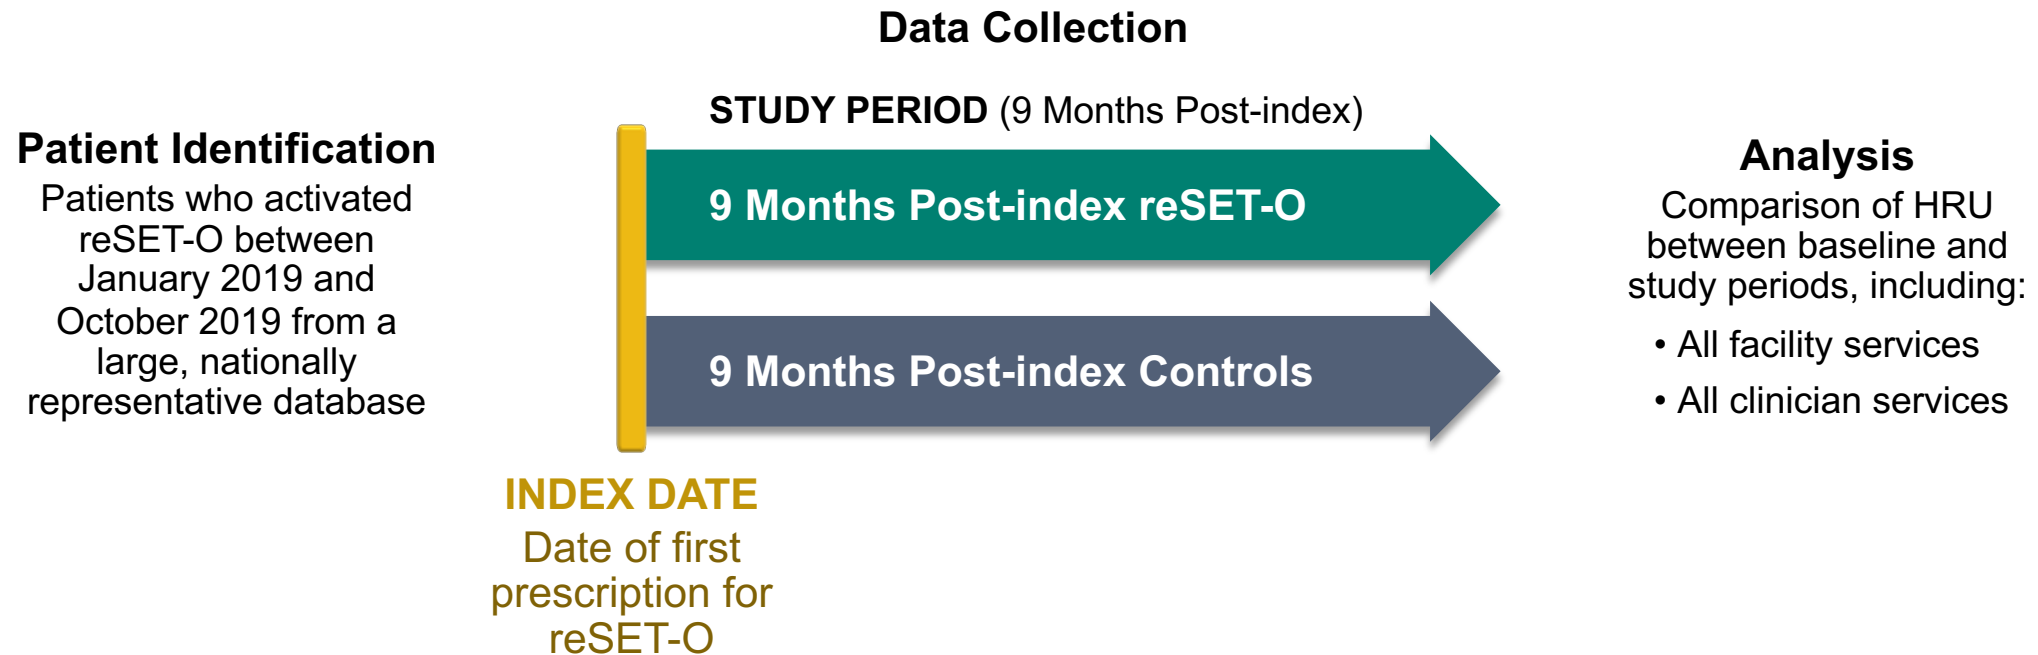 Data Collection
Patient Identification
Patients who activated
reSET-O between
January 2019 and
October 2019 from a
large, nationally
representative database
STUDY PERIOD (9 Months Post-index)
9 Months Post-index reSET-O
9 Months Post-index Controls
INDEX DATE
Date of first
prescription for
reSET-O
Analysis
Comparison of HRU
between baseline and
study periods, including:
• All facility services
• All clinician services